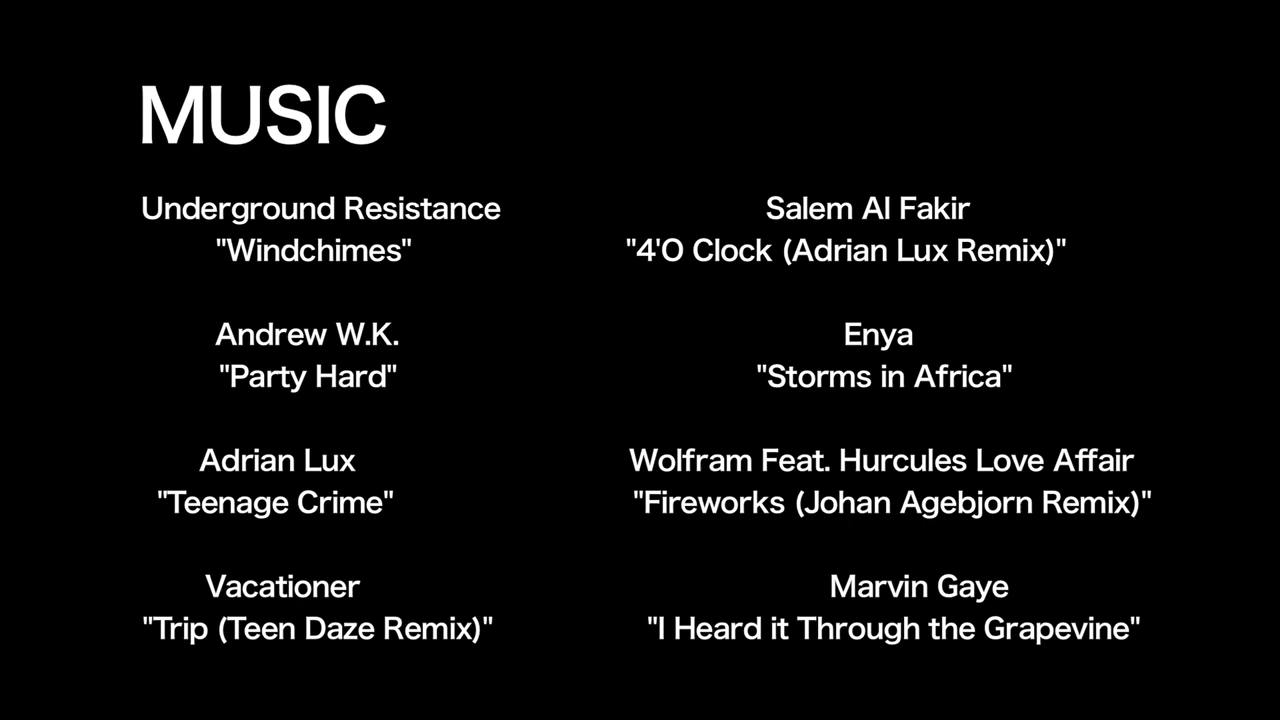 MUSIC
Underground Resistance
"Windchimes"
Andrew W.K.
"Party Hard"
Adrian Lux
"Teenage Crime"
Vacationer
"Trip (Teen Daze Remix)"
Salem Al Fakir
"4'O Clock (Adrian Lux Remix)"
Enya
"Storms in Africa"
Wolfram Feat. Hurcules Love Affair
"Fireworks (Johan Agebjorn Remix)"
Marvin Gaye
"I Heard it Through the Grapevine"